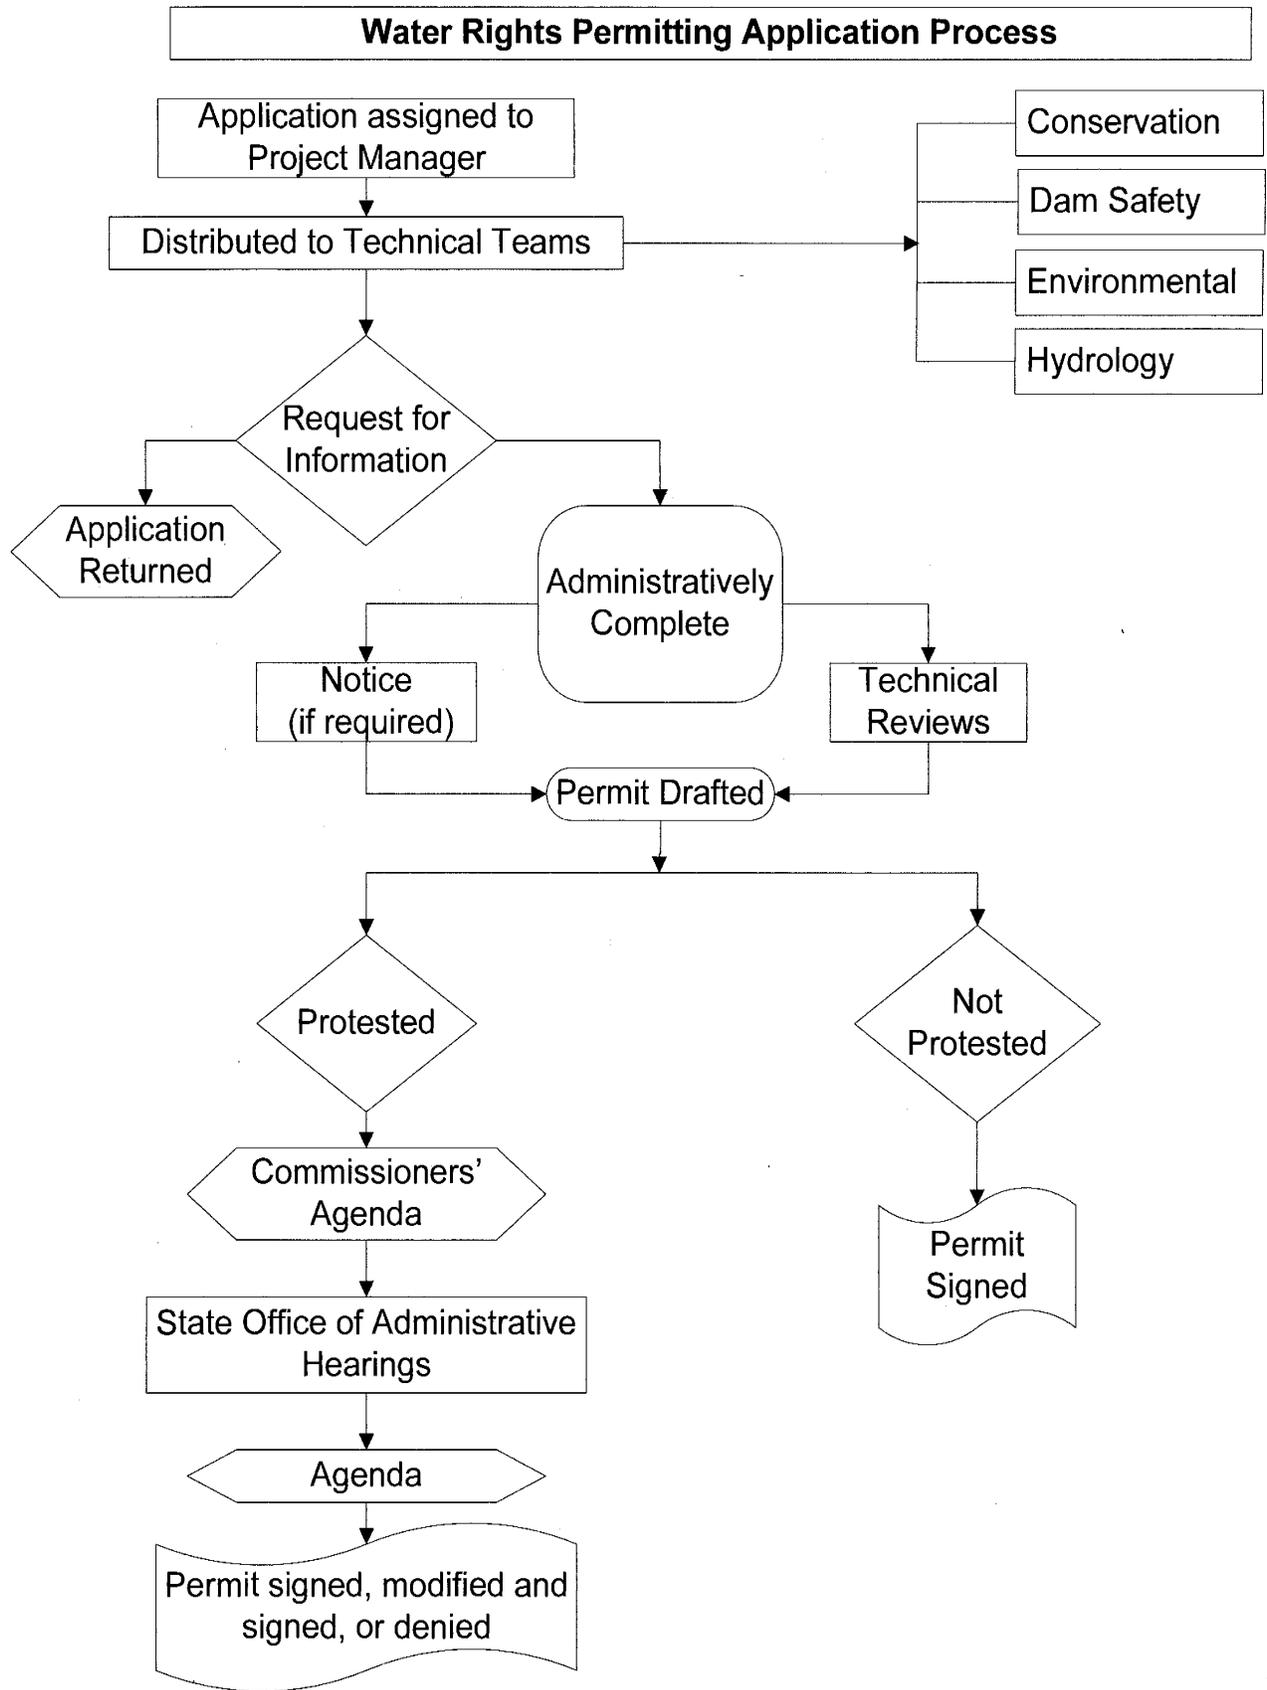 Water Rights Permitting Application Process
Application assigned to
Project Manager
Conservation
Dam Safety
Distributed to Technical Teams
Environmental
Hydrology
Request for
Information
Application
Returned
Administratively
Complete
Notice
(if required)
Technical
Reviews
Permit Drafted
Protested
Not
Protested
Commissioners’
Agenda
Permit
Signed
State Office of Administrative
Hearings
Agenda
Permit signed, modified and
signed, or denied